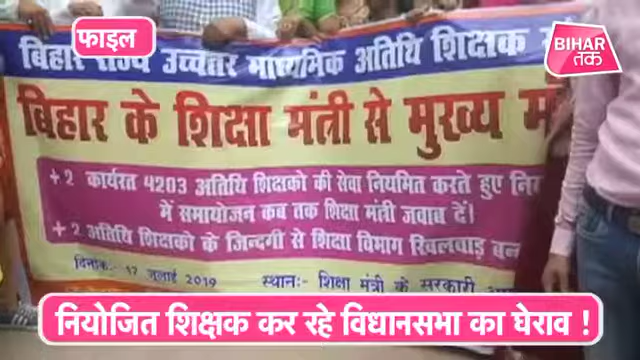 फाइल
BIHAR
तक
बिहार राज्य उच्चतर माध्यमिक अतिथि शिक्षक
बिहार के शिक्षा मंत्री से मुख्य
+2 कार्यरत 4203 अतिथि शिक्षको की सेवा नियमित करते हुए
में समायोजन कब तक शिक्षा मंत्री जवाब दें।
+2 अतिथि शिक्षको के जिन्दगी से शिक्षा विभाग खिलवाड़
दिनांक:- 17 जुलाई 2019 स्थान:- शिक्षा मंत्री के सरकारी
नियोजित शिक्षक कर रहे विधानसभा का घेराव !